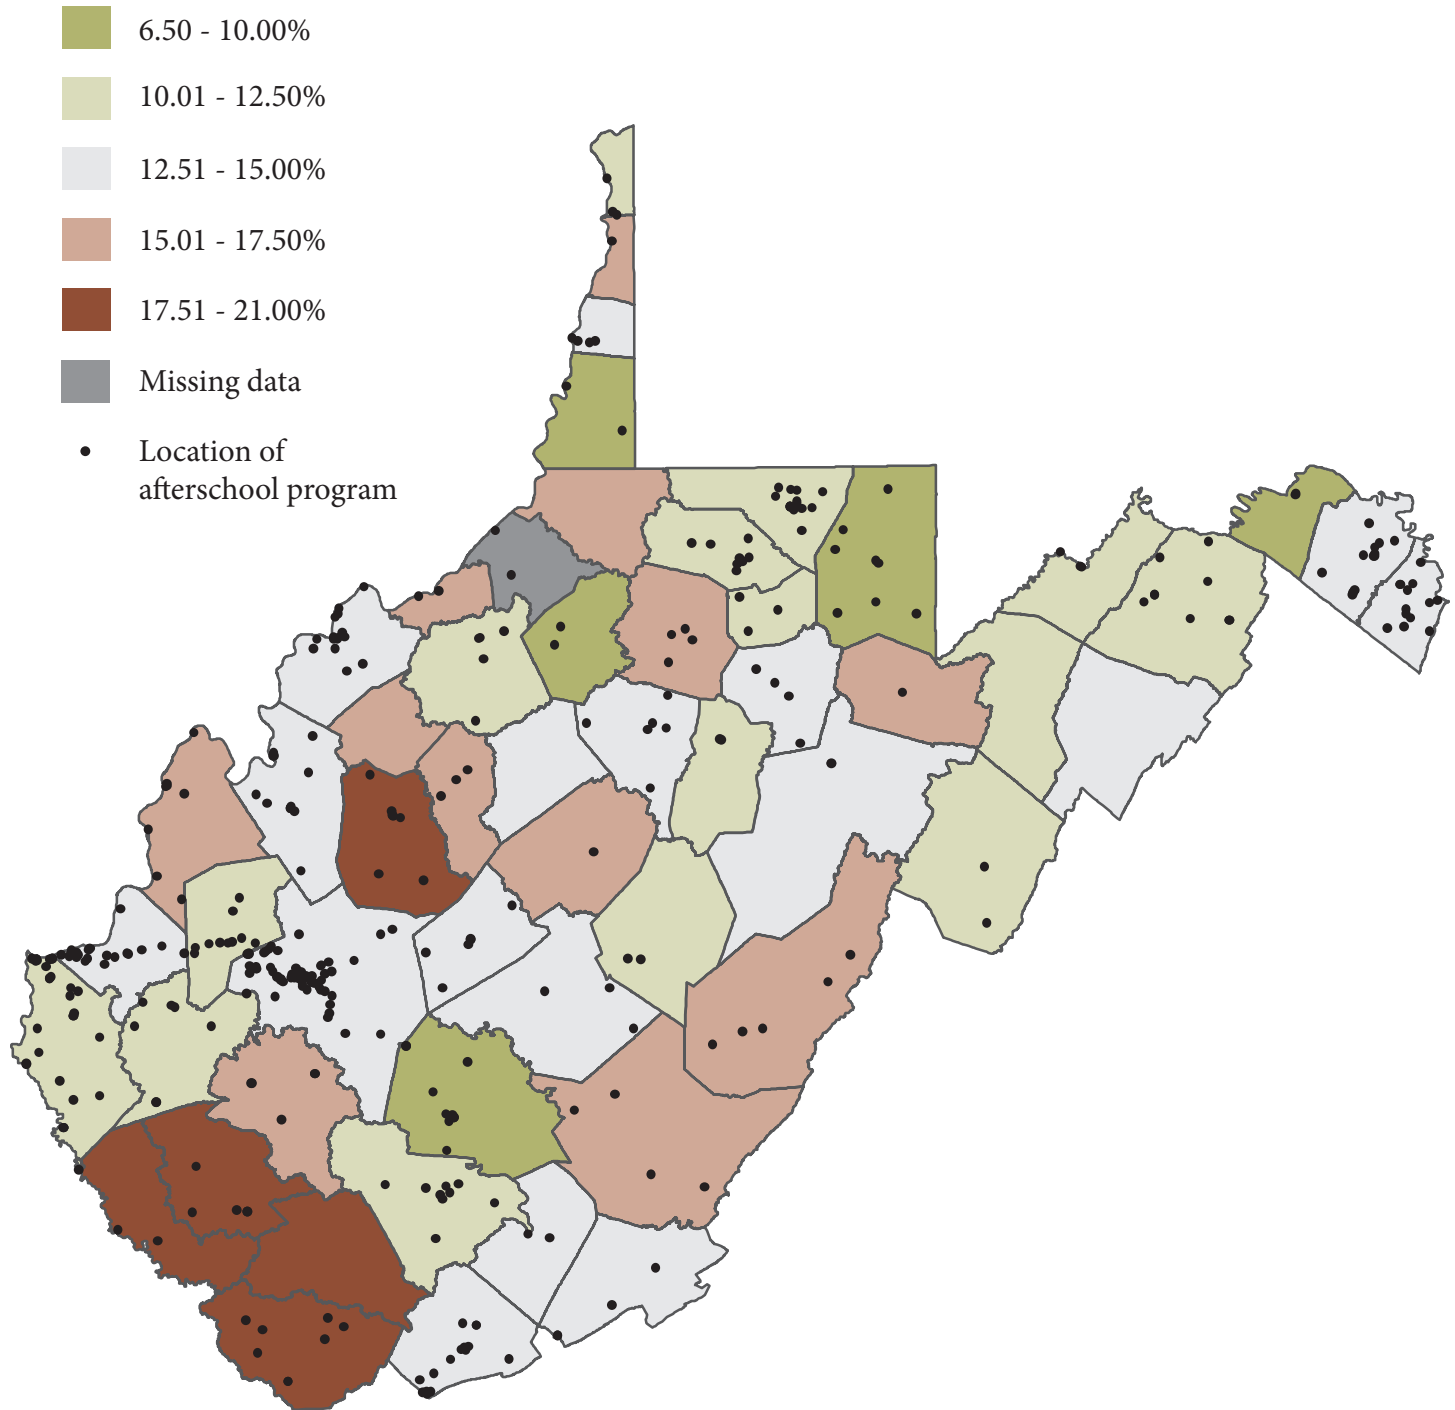 6.50 - 10.00%
10.01 - 12.50%
12.51 - 15.00%
15.01 - 17.50%
17.51 - 21.00%
Missing data
Location of
afterschool program